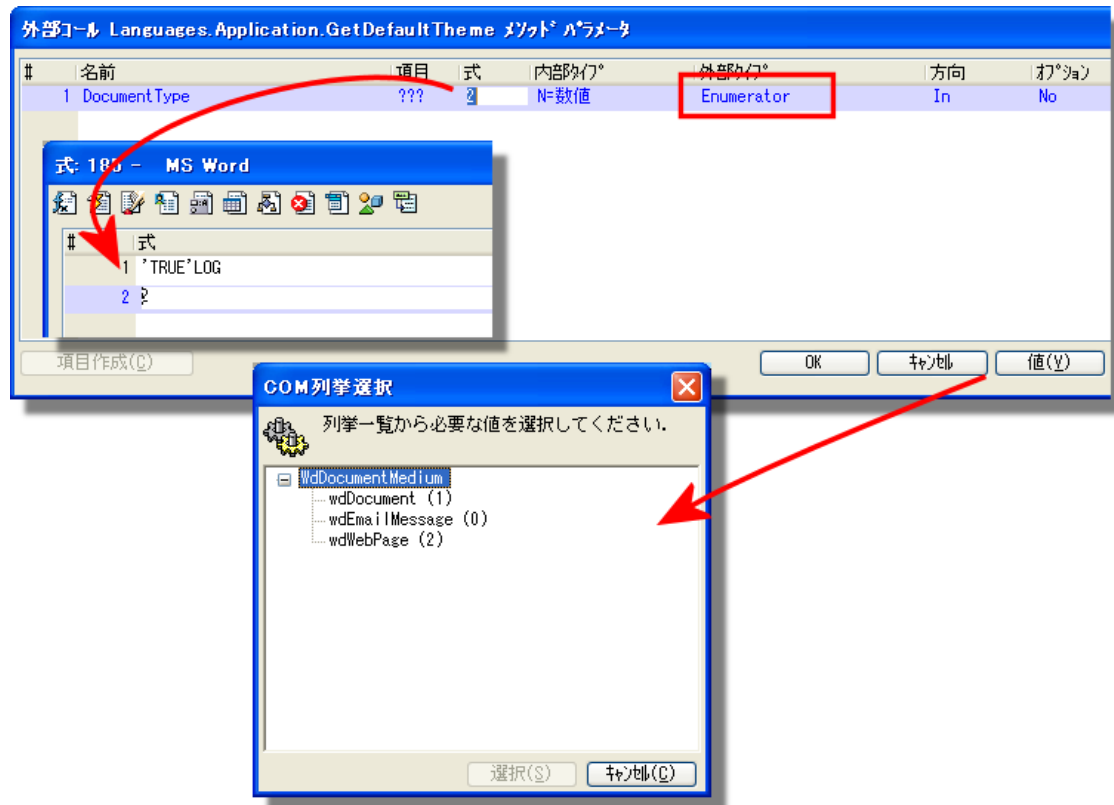 外部コール Languages.Application.GetDefaultTheme メソッド パラメータ
# 名前 項目 式 内部タイプ 外部タイプ 方向 オプション
1 DocumentType ??? 2 N=数値 Enumerator In No
式: 185 - MS Word
# 式
1 'TRUE'LOG
2 2
項目作成(C) OK キャンセル 値(V)
COM列挙選択
列挙一覧から必要な値を選択してください.
WdDocumentMedium
wdDocument (1)
wdEmailMessage (0)
wdWebPage (2)
選択(S) キャンセル(C)